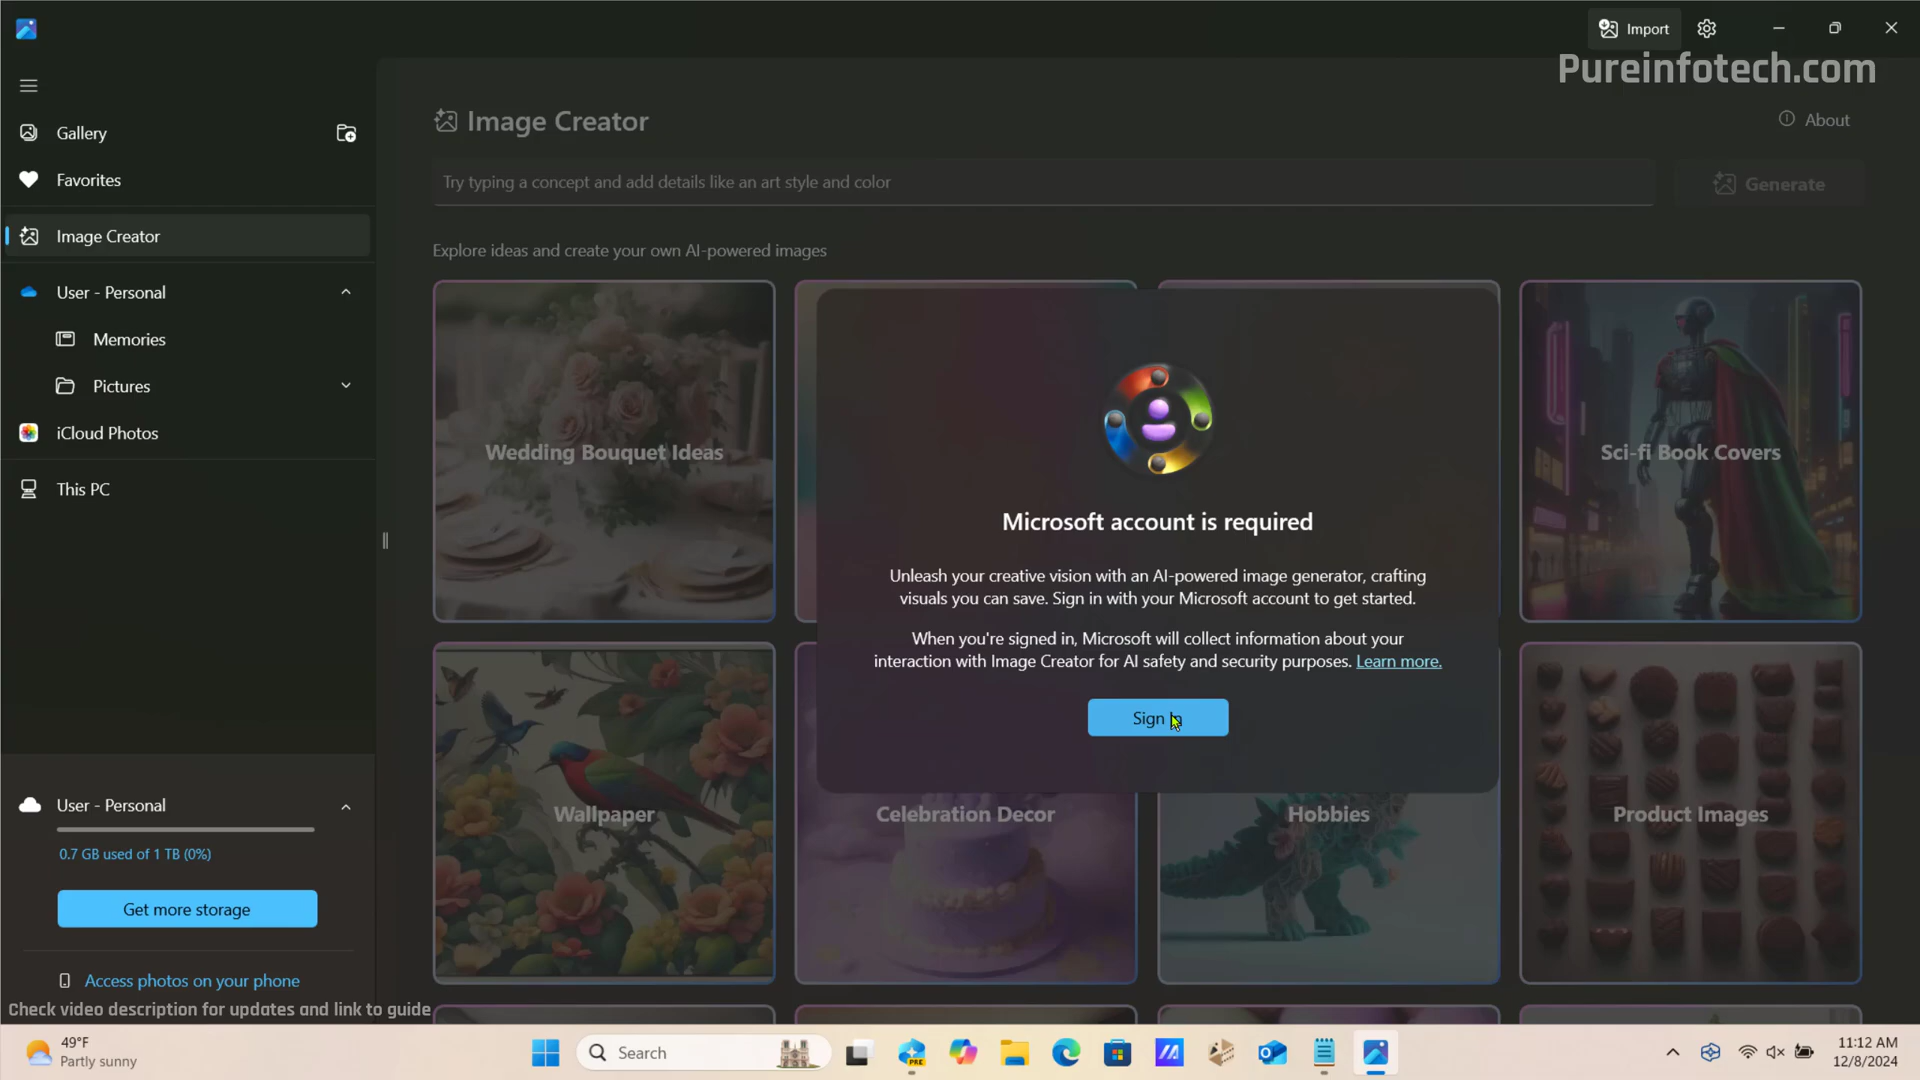 Import
Pureinfotech.com
Gallery
Favorites
Image Creator
User - Personal
Memories
Pictures
iCloud Photos
This PC
User - Personal
0.7 GB used of 1 TB (0%)
Get more storage
Access photos on your phone
Check video description for updates and link to guide
Image Creator
About
Try typing a concept and add details like an art style and color
Generate
Explore ideas and create your own AI-powered images
Wedding Bouquet Ideas
Sci-fi Book Covers
Microsoft account is required
Unleash your creative vision with an AI-powered image generator, crafting
visuals you can save. Sign in with your Microsoft account to get started.
When you're signed in, Microsoft will collect information about your
interaction with Image Creator for AI safety and security purposes. Learn more.
Sign in
Wallpaper
Celebration Decor
Hobbies
Product Images
49°F
Partly sunny
Search
PRE
11:12 AM
12/8/2024